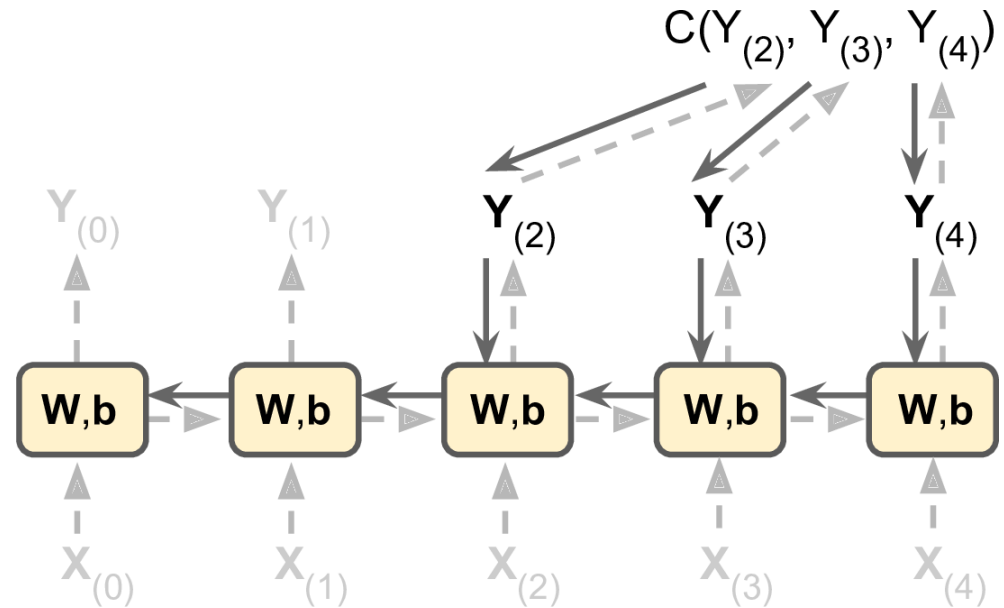 C(Y(2), Y(3), Y(4))
Y(0) Y(1) Y(2) Y(3) Y(4)
W,b W,b W,b W,b W,b
X(0) X(1) X(2) X(3) X(4)